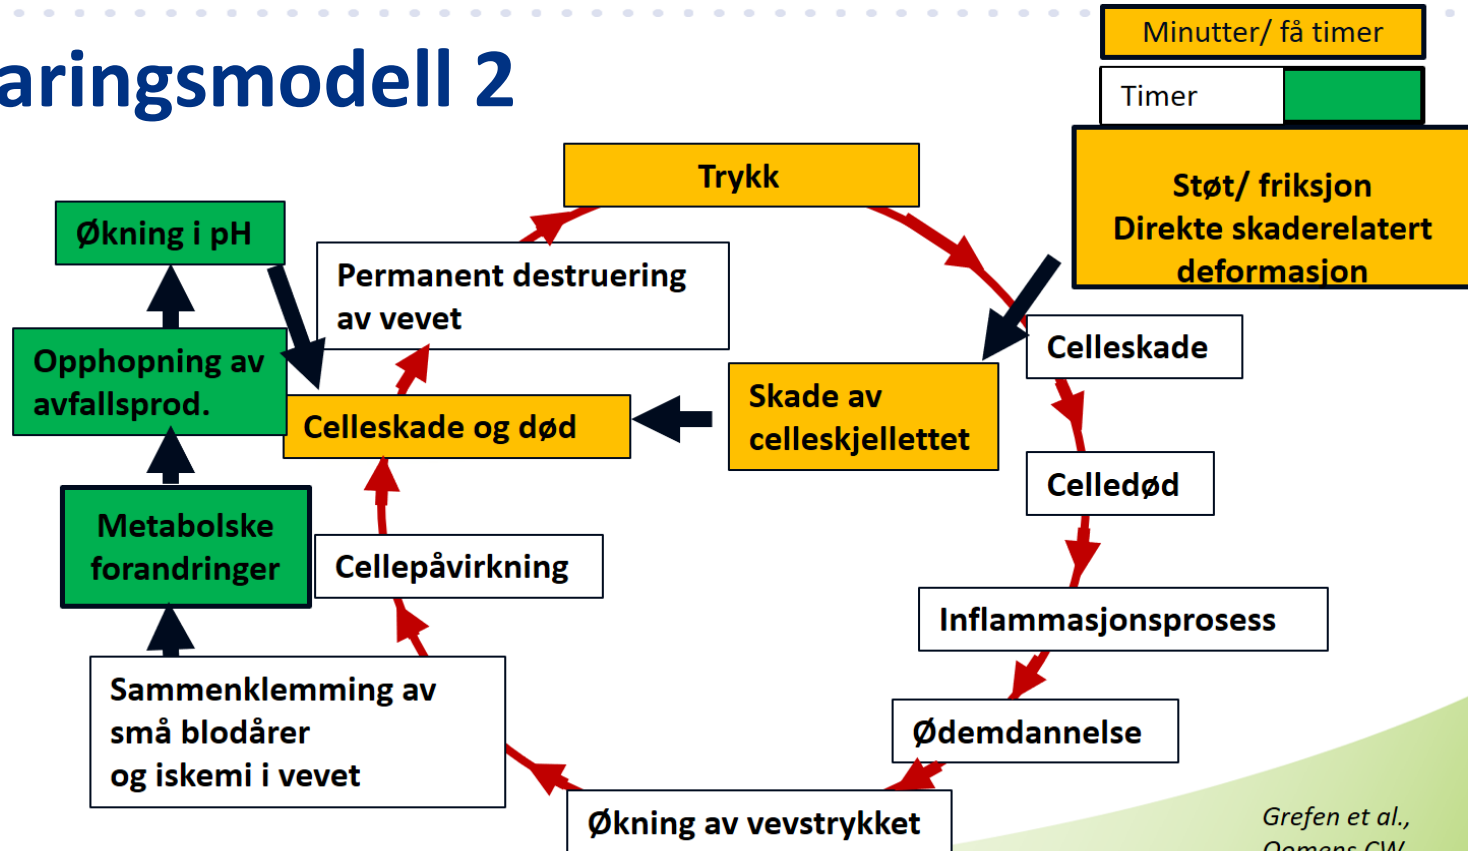 aringsmodell 2
Minutter/ få timer
Timer
Støt/ friksjon
Direkte skaderelatert
deformasjon
Trykk
Økning i pH
Permanent destruering
av vevet
Opphopning av
avfallsprod.
Celleskade og død
Skade av
celleskjellettet
Celleskade
Celledød
Metabolske
forandringer
Cellepåvirkning
Inflammasjonsprosess
Sammenklemming av
små blodårer
og iskemi i vevet
Ødemdannelse
Økning av vevstrykket
Grefen et al.,
Oomens CW